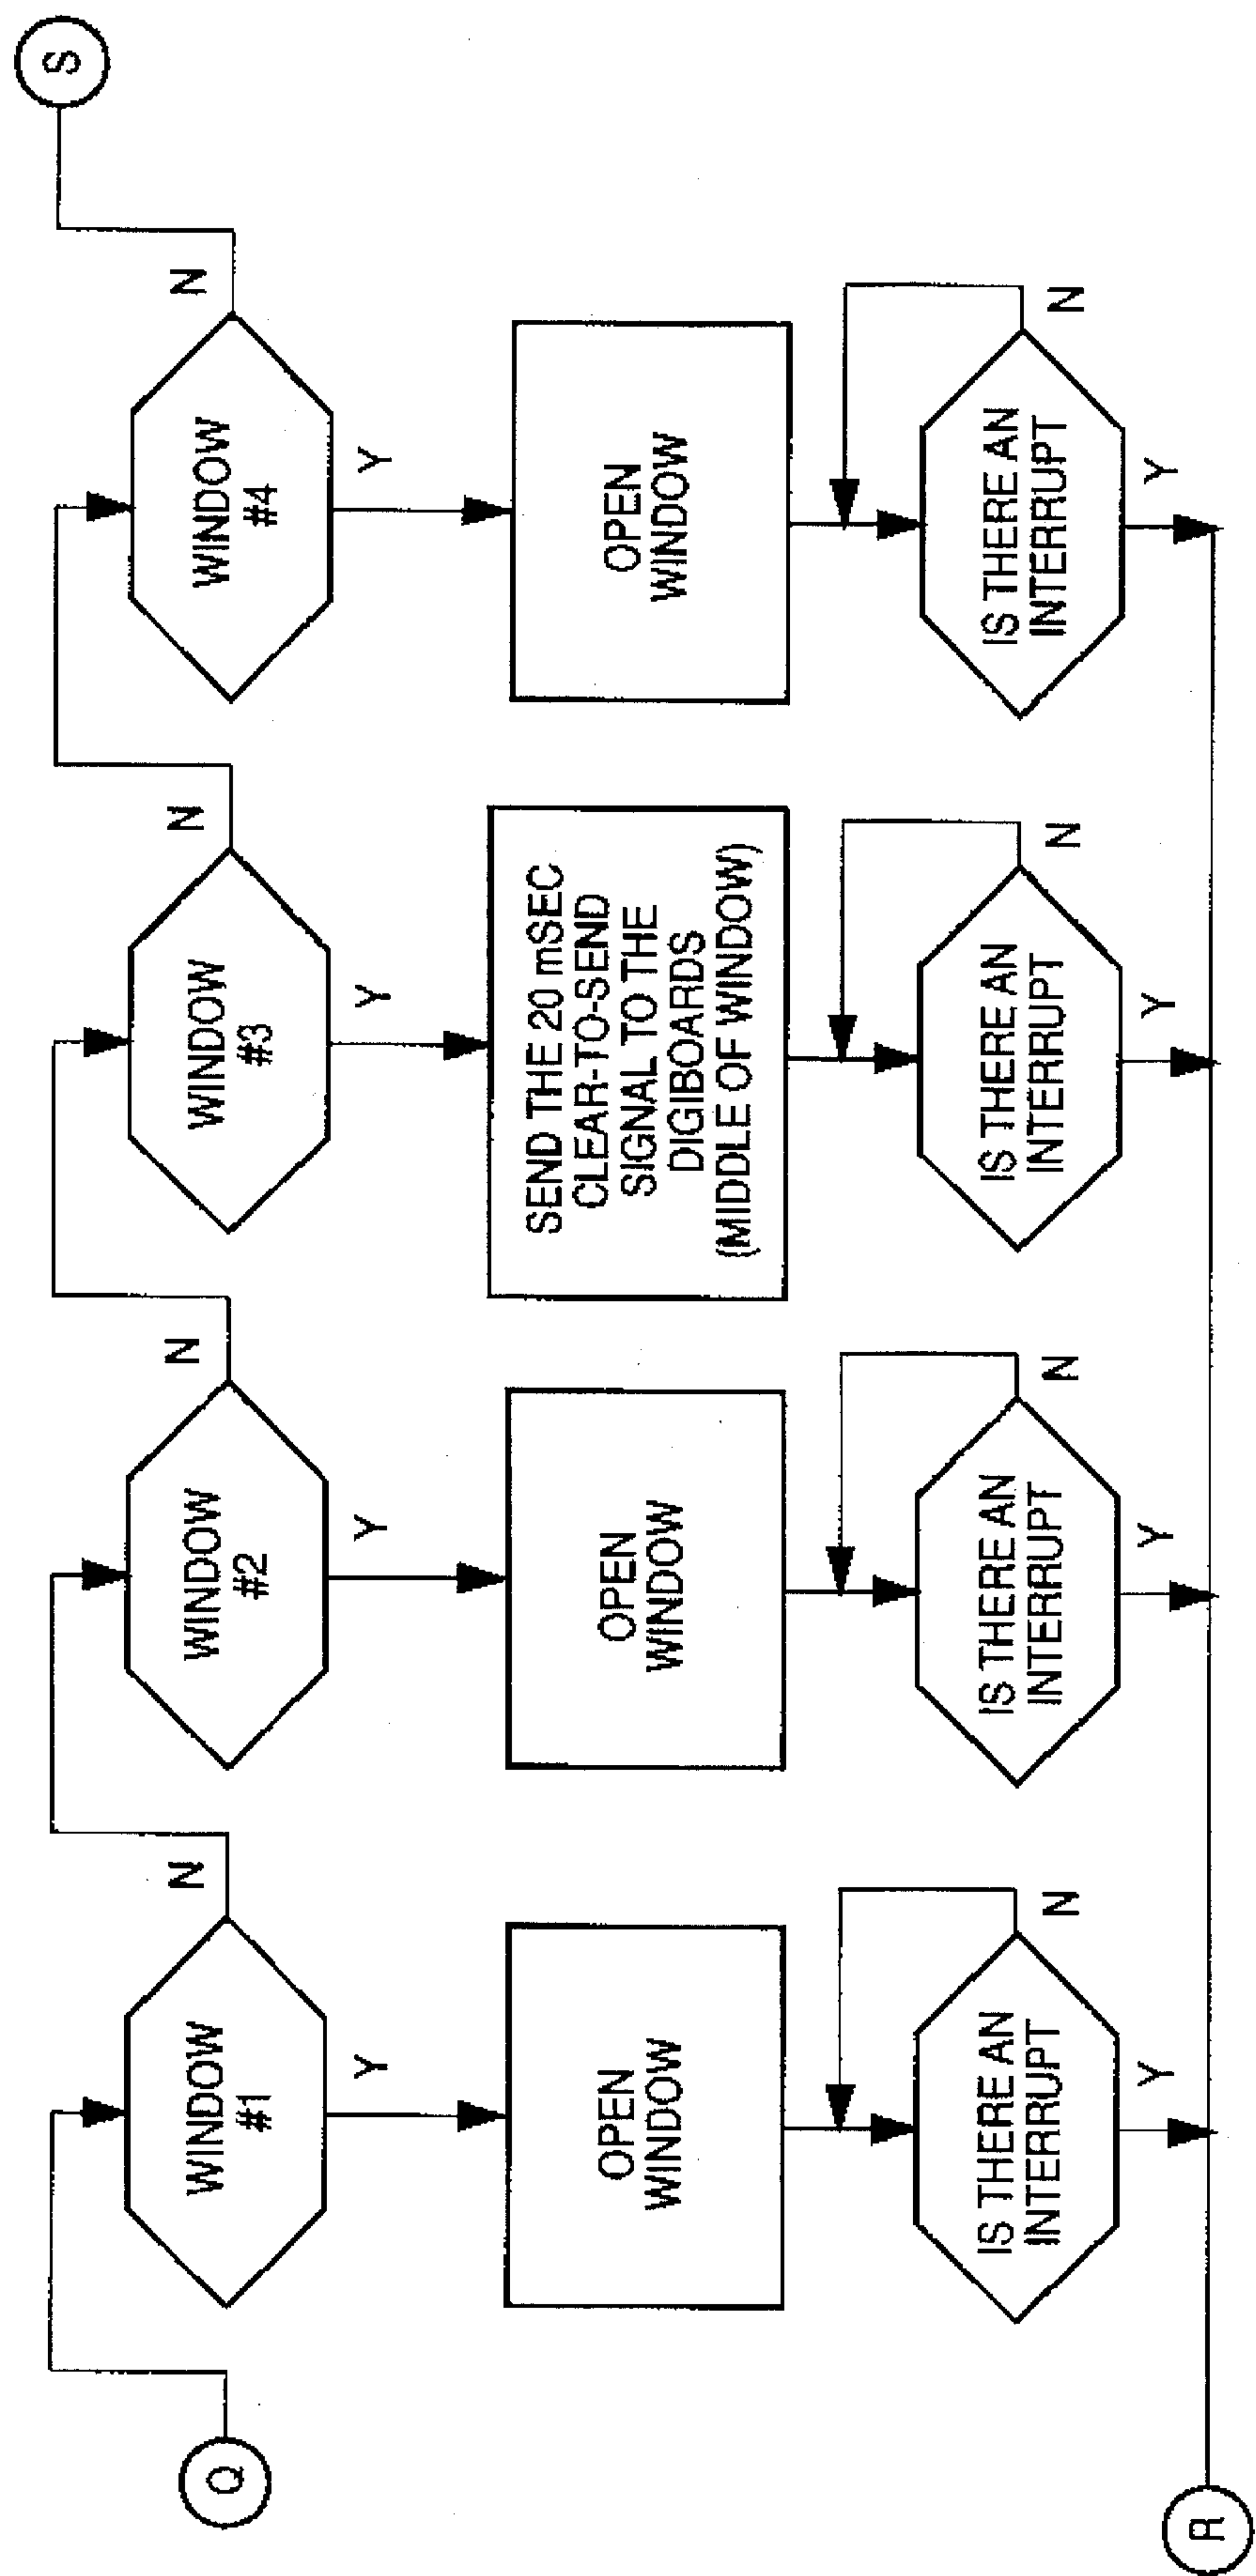 Q
WINDOW
#1
N
Y
OPEN
WINDOW
IS THERE AN
INTERRUPT
N
Y
WINDOW
#2
N
Y
OPEN
WINDOW
IS THERE AN
INTERRUPT
N
Y
WINDOW
#3
N
Y
SEND THE 20 mSEC
CLEAR-TO-SEND
SIGNAL TO THE
DIGIBOARDS
(MIDDLE OF WINDOW)
IS THERE AN
INTERRUPT
N
Y
WINDOW
#4
N
Y
OPEN
WINDOW
IS THERE AN
INTERRUPT
N
Y
S
R